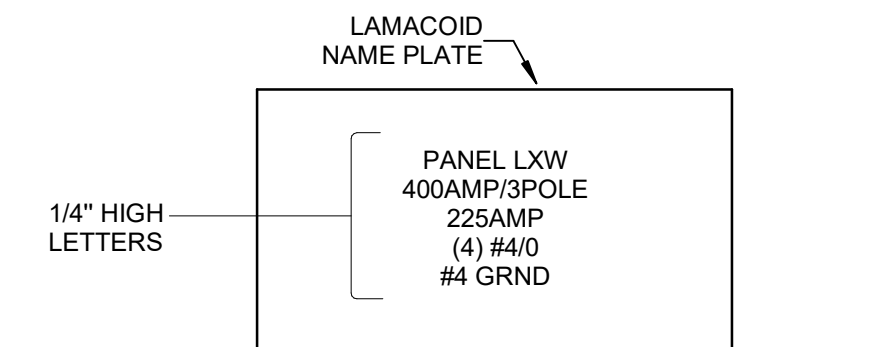 LAMACOID
NAME PLATE
PANEL LXW
400AMP/3POLE
225AMP
(4) #4/0
#4 GRND
1/4" HIGH
LETTERS